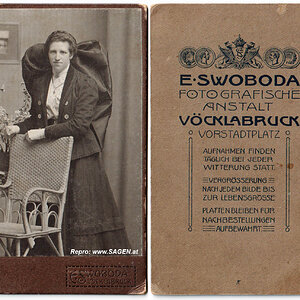 Repro: www.SAGEN.at
E. SWOBODA
E·SWOBODA
FOTOGRAFISCHE
ANSTALT
VÖCKLABRUCK
VORSTADTPLATZ
AUFNAHMEN FINDEN
TÄGLICH BEI JEDER
WITTERUNG STATT.
VERGRÖSSERUNG
NACH JEDEM BILDE BIS
ZUR LEBENSGRÖSSE
PLATTEN BLEIBEN FÜR
NACHBESTELLUNGEN
AUFBEWAHRT